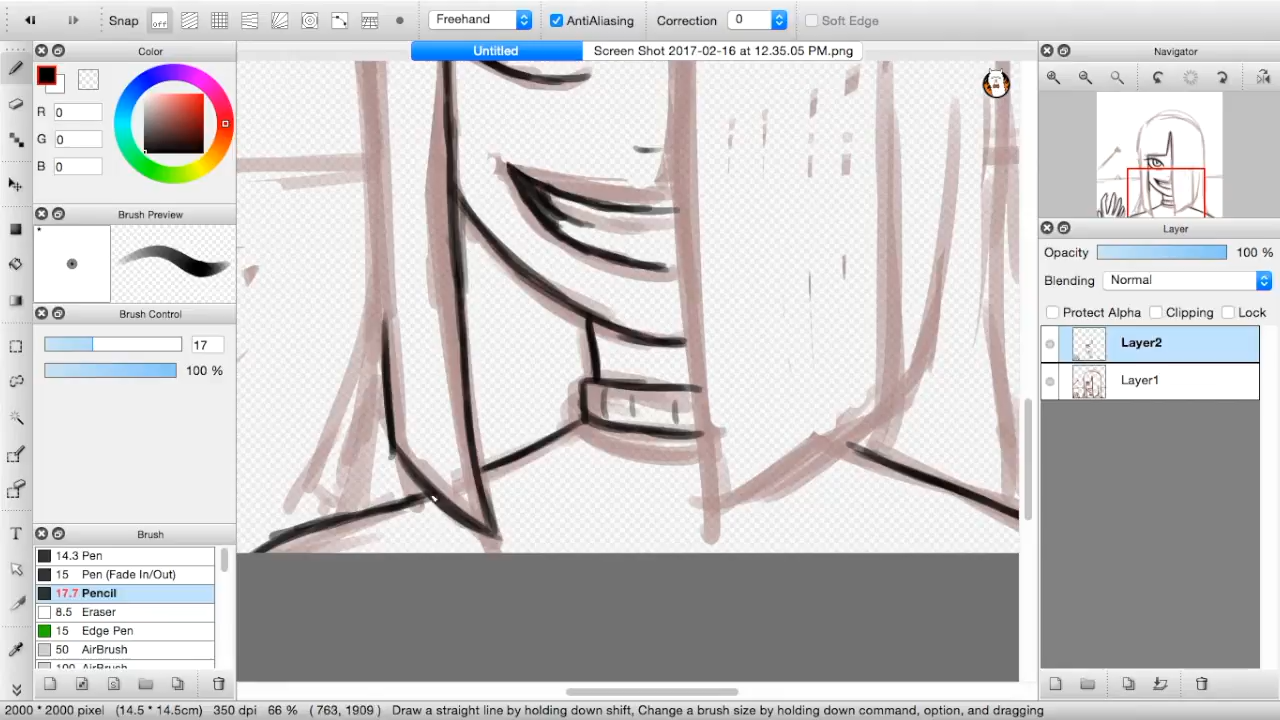 Snap off Freehand AntiAliasing Correction 0 Soft Edge
Color
R 0
G 0
B 0
Brush Preview
*
Brush Control
17
100 %
Brush
14.3 Pen
15 Pen (Fade In/Out)
17.7 Pencil
8.5 Eraser
15 Edge Pen
50 AirBrush
100 AirBrush
T
Untitled Screen Shot 2017-02-16 at 12.35.05 PM.png
Navigator
Layer
Opacity 100 %
Blending Normal
Protect Alpha Clipping Lock
Layer2
Layer1
2000 * 2000 pixel (14.5 * 14.5cm) 350 dpi 66 % ( 763, 1909 ) Draw a straight line by holding down shift, Change a brush size by holding down command, option, and dragging